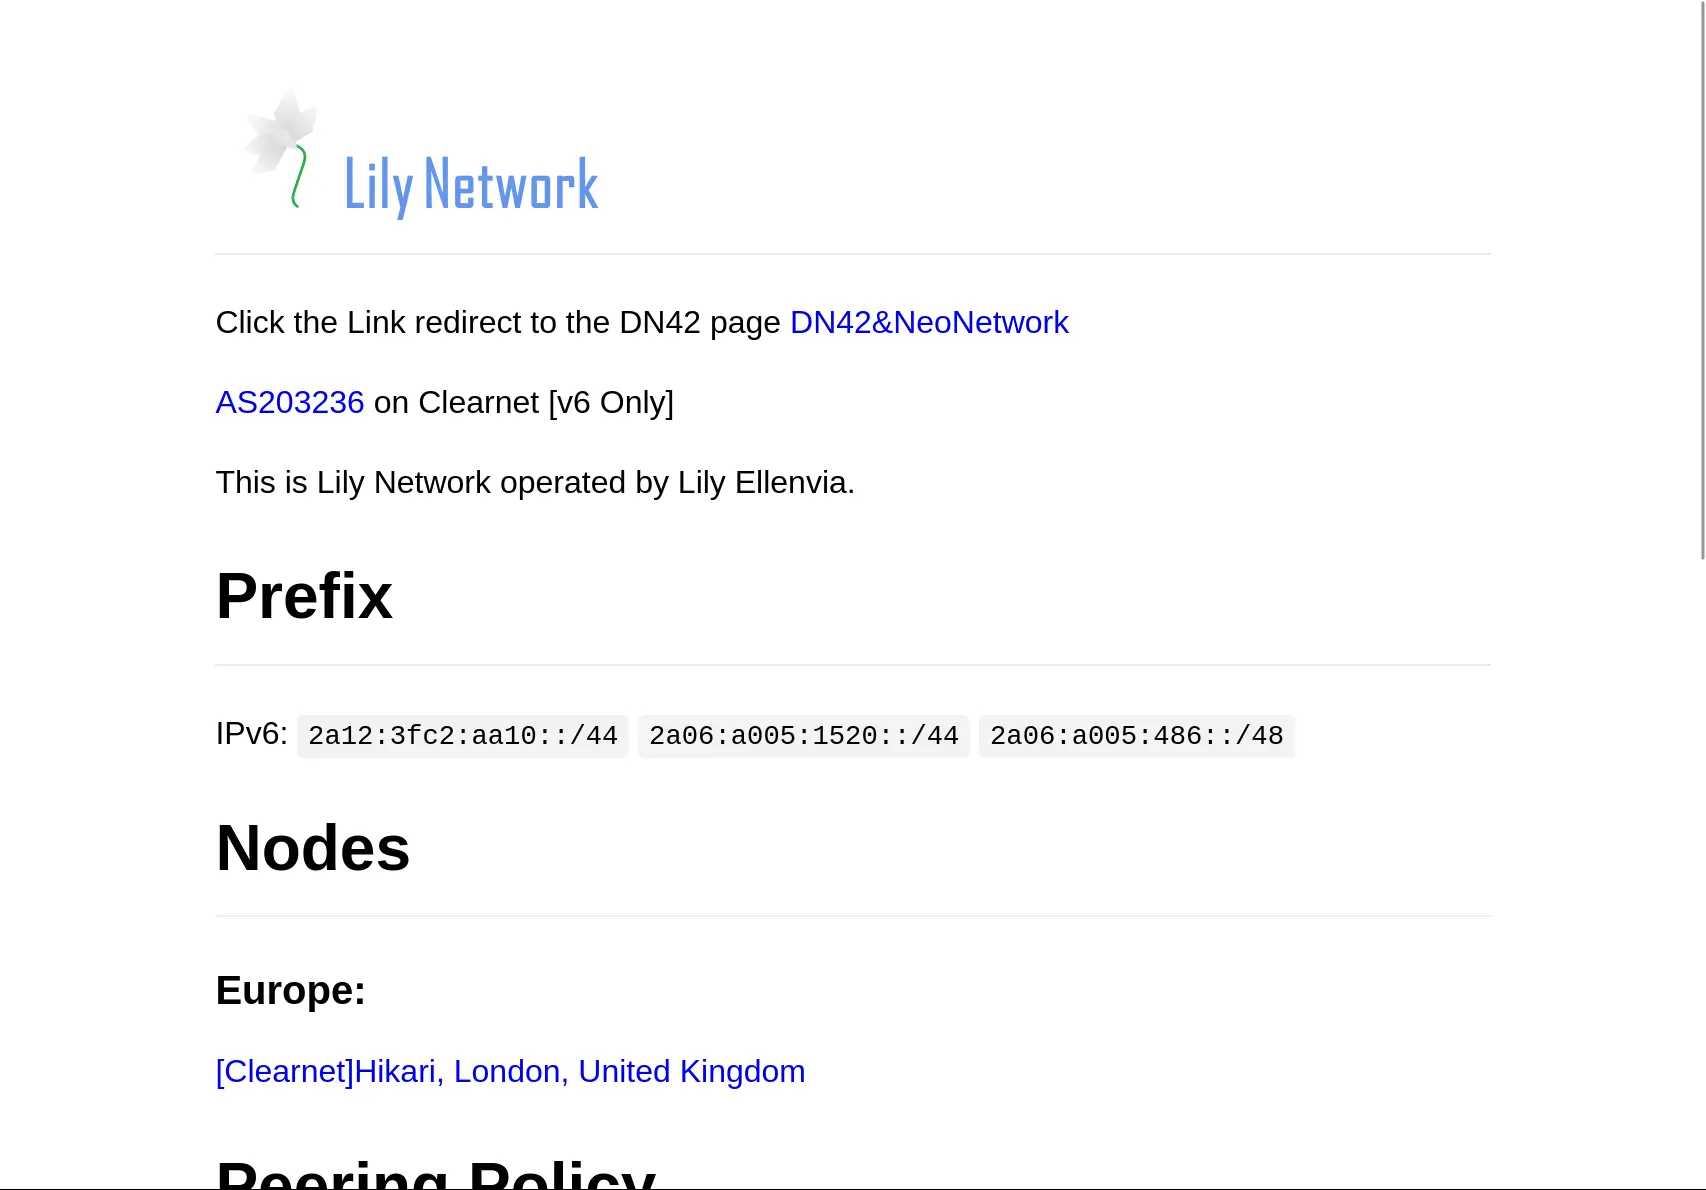 Lily Network
Click the Link redirect to the DN42 page DN42&NeoNetwork
AS203236 on Clearnet [v6 Only]
This is Lily Network operated by Lily Ellenvia.
Prefix
IPv6: 2a12:3fc2:aa10::/44 2a06:a005:1520::/44 2a06:a005:486::/48
Nodes
Europe:
[Clearnet]Hikari, London, United Kingdom
Peering Policy